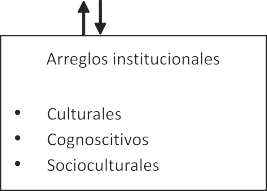 Arreglos institucionales
• Culturales
• Cognoscitivos
• Socioculturales